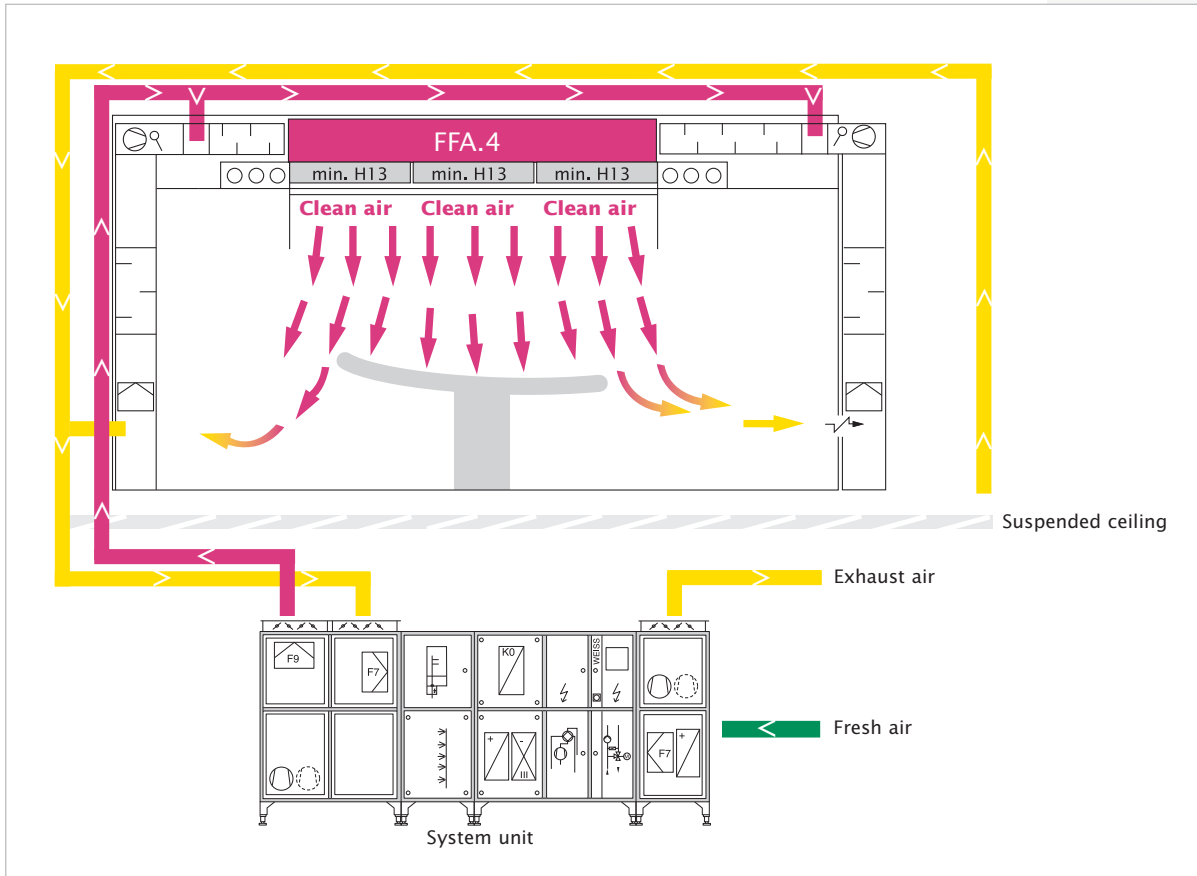 FFA.4
min. H13 min. H13 min. H13
Clean air Clean air Clean air
Suspended ceiling
Exhaust air
F9
F7
K0
WEISS
Fresh air
+
-
III
F7
+
System unit